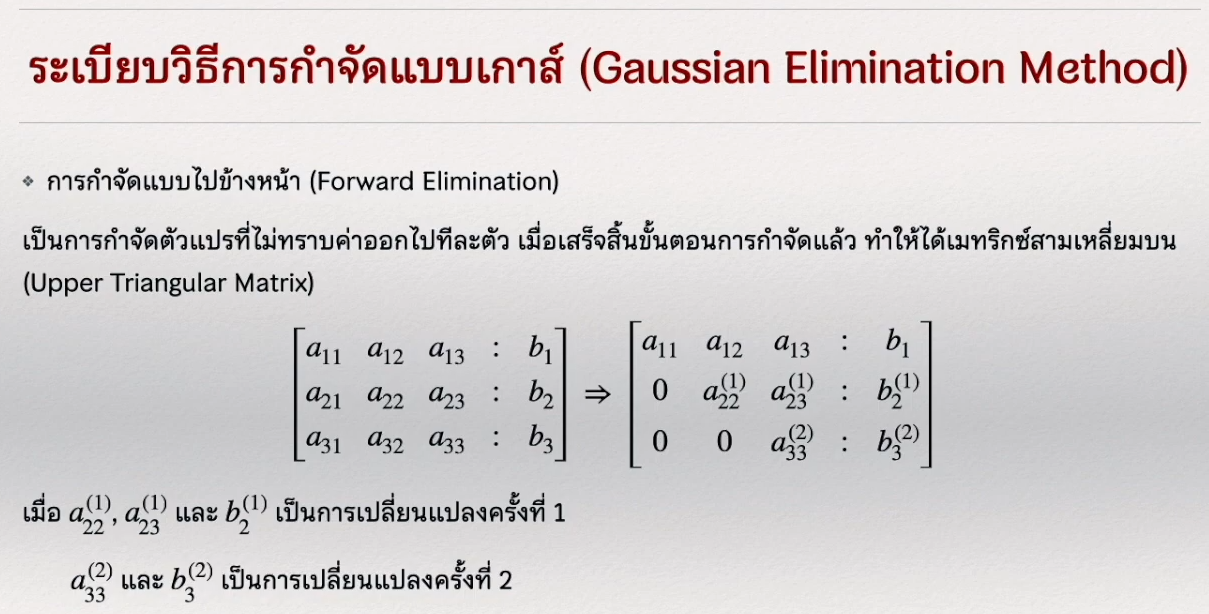 ระเบียบวิธีการกำจัดแบบเกาส์ (Gaussian Elimination Method)
❖ การกำจัดแบบไปข้างหน้า (Forward Elimination)
เป็นการกำจัดตัวแปรที่ไม่ทราบค่าออกไปทีละตัว เมื่อเสร็จสิ้นขั้นตอนการกำจัดแล้ว ทำให้ได้เมทริกซ์สามเหลี่ยมบน
(Upper Triangular Matrix)
[a₁₁ a₁₂ a₁₃ : b₁] [a₁₁ a₁₂ a₁₃ : b₁]
[a₂₁ a₂₂ a₂₃ : b₂] ⇒ [0 a₂₂⁽¹⁾ a₂₃⁽¹⁾ : b₂⁽¹⁾]
[a₃₁ a₃₂ a₃₃ : b₃] [0 0 a₃₃⁽²⁾ : b₃⁽²⁾]
เมื่อ a₂₂⁽¹⁾, a₂₃⁽¹⁾ และ b₂⁽¹⁾ เป็นการเปลี่ยนแปลงครั้งที่ 1
a₃₃⁽²⁾ และ b₃⁽²⁾ เป็นการเปลี่ยนแปลงครั้งที่ 2